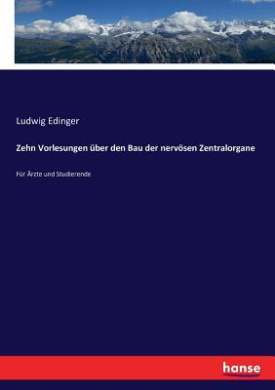 Ludwig Edinger
Zehn Vorlesungen über den Bau der nervösen Zentralorgane
Für Ärzte und Studierende
hanse